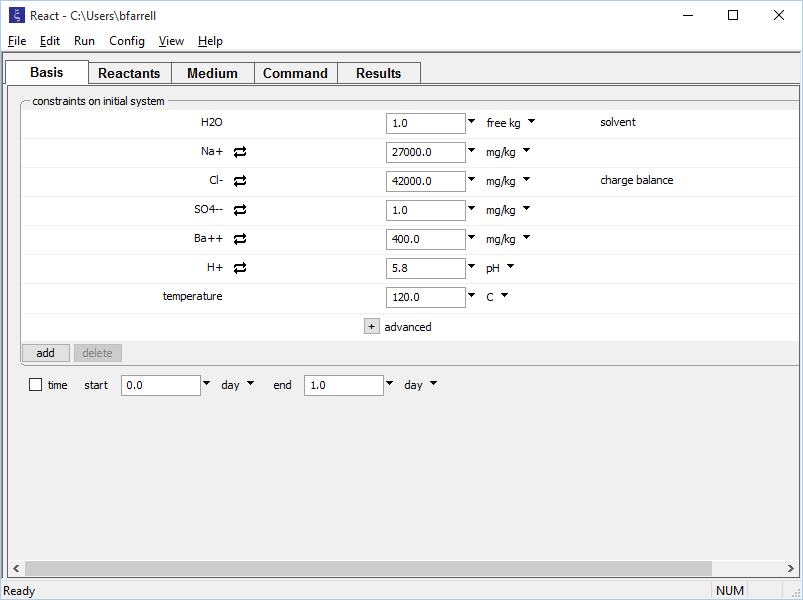 React - C:\Users\bfarrell
File Edit Run Config View Help
Basis Reactants Medium Command Results
constraints on initial system
H2O 1.0 free kg solvent
Na+ 27000.0 mg/kg
Cl- 42000.0 mg/kg charge balance
SO4-- 1.0 mg/kg
Ba++ 400.0 mg/kg
H+ 5.8 pH
temperature 120.0 C
+ advanced
add delete
time start 0.0 day end 1.0 day
Ready NUM